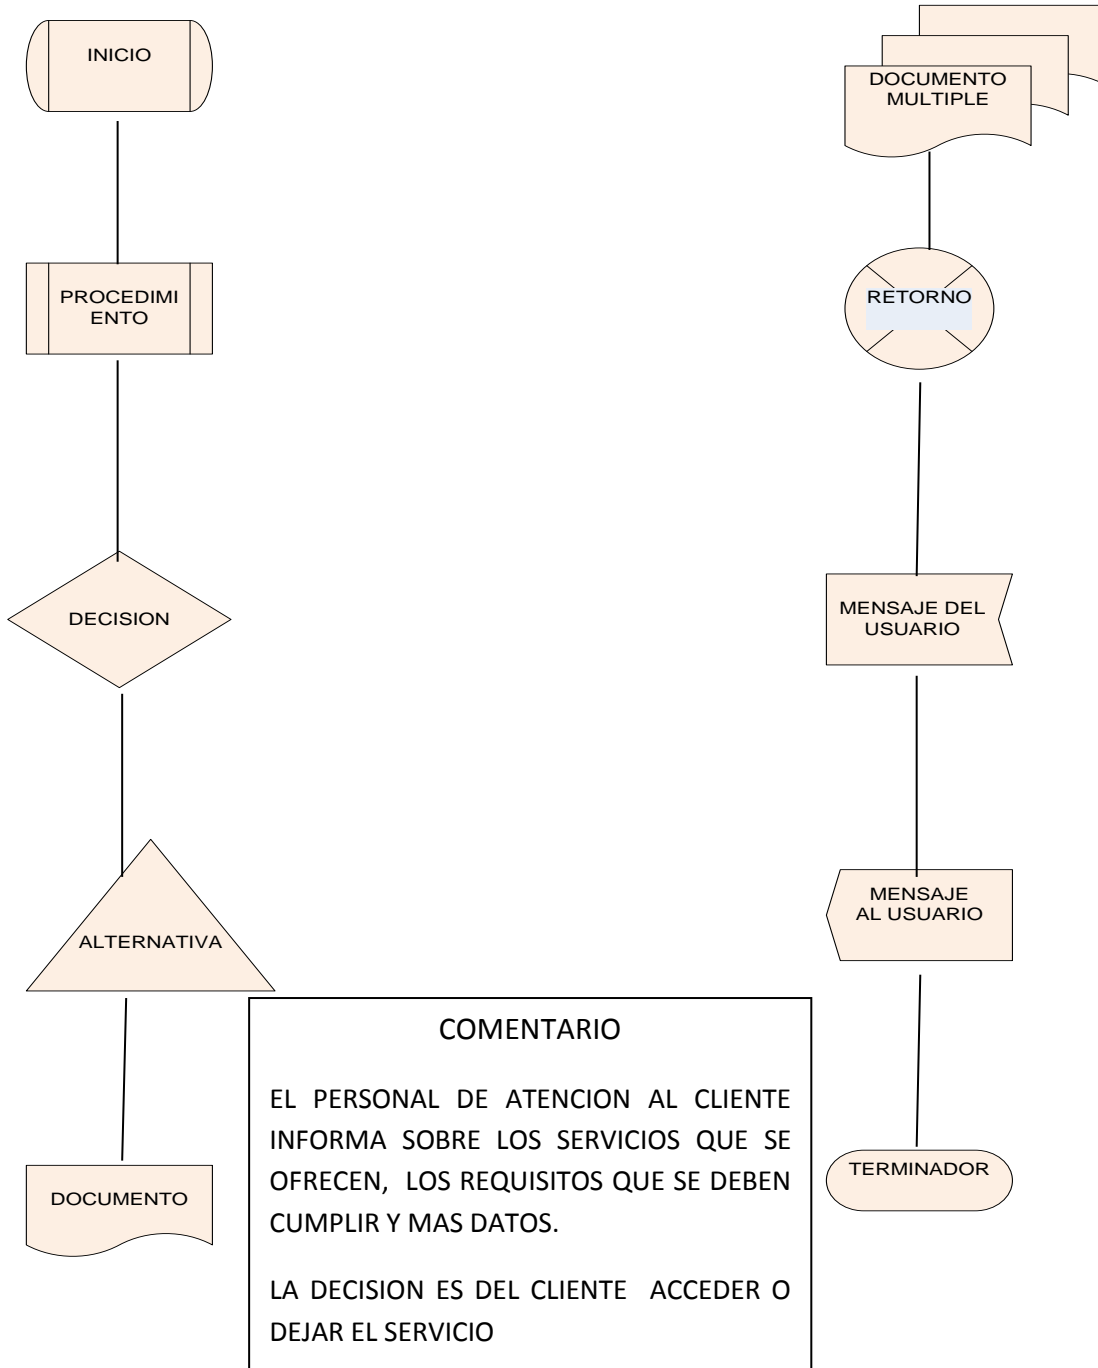 INICIO
PROCEDIMI
ENTO
DECISION
ALTERNATIVA
DOCUMENTO
DOCUMENTO
MULTIPLE
RETORNO
MENSAJE DEL
USUARIO
MENSAJE
AL USUARIO
TERMINADOR
COMENTARIO
EL PERSONAL DE ATENCION AL CLIENTE
INFORMA SOBRE LOS SERVICIOS QUE SE
OFRECEN, LOS REQUISITOS QUE SE DEBEN
CUMPLIR Y MAS DATOS.
LA DECISION ES DEL CLIENTE ACCEDER O
DEJAR EL SERVICIO